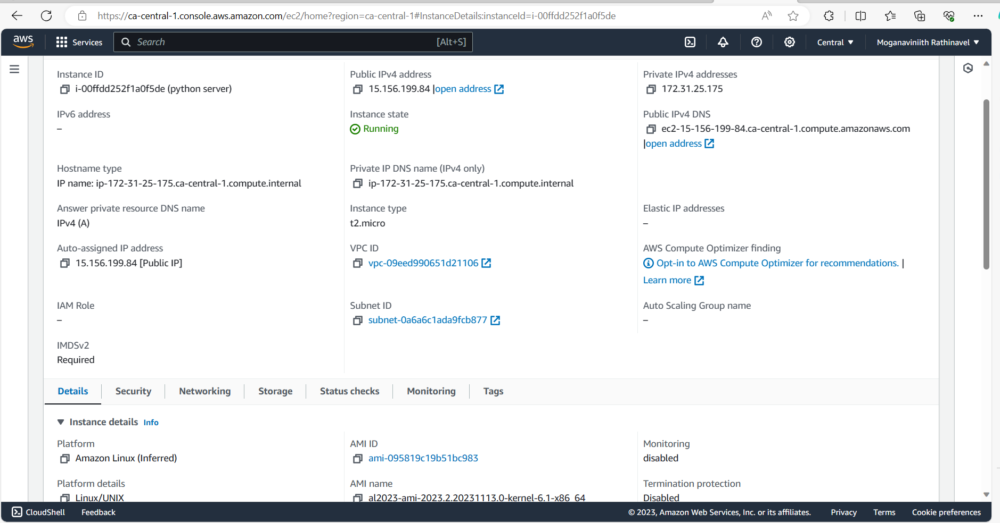 https://ca-central-1.console.aws.amazon.com/ec2/home?region=ca-central-1#InstanceDetails:instanceId=i-00ffdd252f1a0f5de
aws
Services
Search
[Alt+S]
Central
Moganaviniith Rathinavel
Instance ID
i-00ffdd252f1a0f5de (python server)
Public IPv4 address
15.156.199.84 |open address
Private IPv4 addresses
172.31.25.175
IPv6 address
–
Instance state
Running
Public IPv4 DNS
ec2-15-156-199-84.ca-central-1.compute.amazonaws.com
|open address
Hostname type
IP name: ip-172-31-25-175.ca-central-1.compute.internal
Private IP DNS name (IPv4 only)
ip-172-31-25-175.ca-central-1.compute.internal
Answer private resource DNS name
IPv4 (A)
Instance type
t2.micro
Elastic IP addresses
–
Auto-assigned IP address
15.156.199.84 [Public IP]
VPC ID
vpc-09eed990651d21106
AWS Compute Optimizer finding
Opt-in to AWS Compute Optimizer for recommendations. |
Learn more
IAM Role
–
Subnet ID
subnet-0a6a6c1ada9fcb877
Auto Scaling Group name
–
IMDSv2
Required
Details
Security
Networking
Storage
Status checks
Monitoring
Tags
Instance details Info
Platform
Amazon Linux (Inferred)
AMI ID
ami-095819c19b51bc983
Monitoring
disabled
Platform details
Linux/UNIX
AMI name
al2023-ami-2023.2.20231113.0-kernel-6.1-x86_64
Termination protection
Disabled
CloudShell
Feedback
© 2023, Amazon Web Services, Inc. or its affiliates.
Privacy
Terms
Cookie preferences